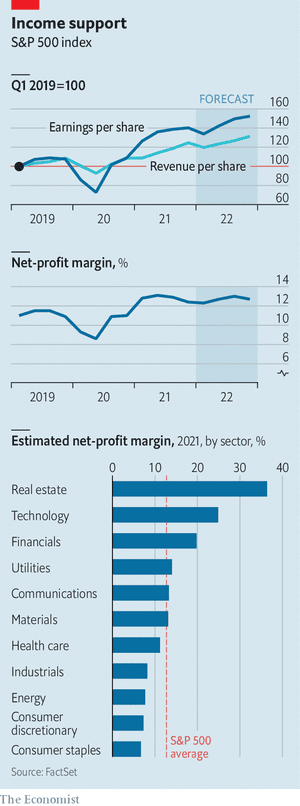 Income support
S&P 500 index
Q1 2019=100
FORECAST
160
Earnings per share
140
120
100
Revenue per share
80
60
2019
20
21
22
Net-profit margin, %
14
12
10
8
6
2019
20
21
22
Estimated net-profit margin, 2021, by sector, %
0
10
20
30
40
Real estate
Technology
Financials
Utilities
Communications
Materials
Health care
Industrials
Energy
Consumer
discretionary
Consumer staples
S&P 500
average
Source: FactSet
The Economist